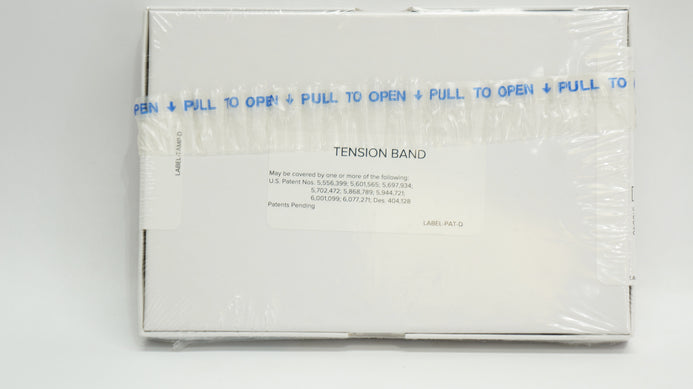 PEN ↓ PULL TO OPEN ↓ PULL TO OPEN ↓ PULL TO OPEN ↓ PULL TO
LABEL-TAMP-D
TENSION BAND
May be covered by one or more of the following:
U.S. Patent Nos. 5,556,399; 5,601,565; 5,697,934;
5,702,472; 5,868,789; 5,944,721;
6,001,099; 6,077,271; Des. 404,128
Patents Pending
LABEL-PAT-Q